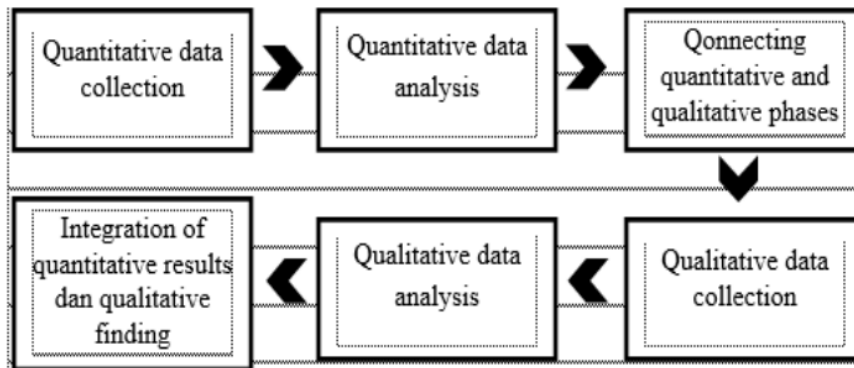 Quantitative data
collection
Quantitative data
analysis
Qonnecting
quantitative and
qualitative phases
Qualitative data
collection
Qualitative data
analysis
Integration of
quantitative results
dan qualitative
finding